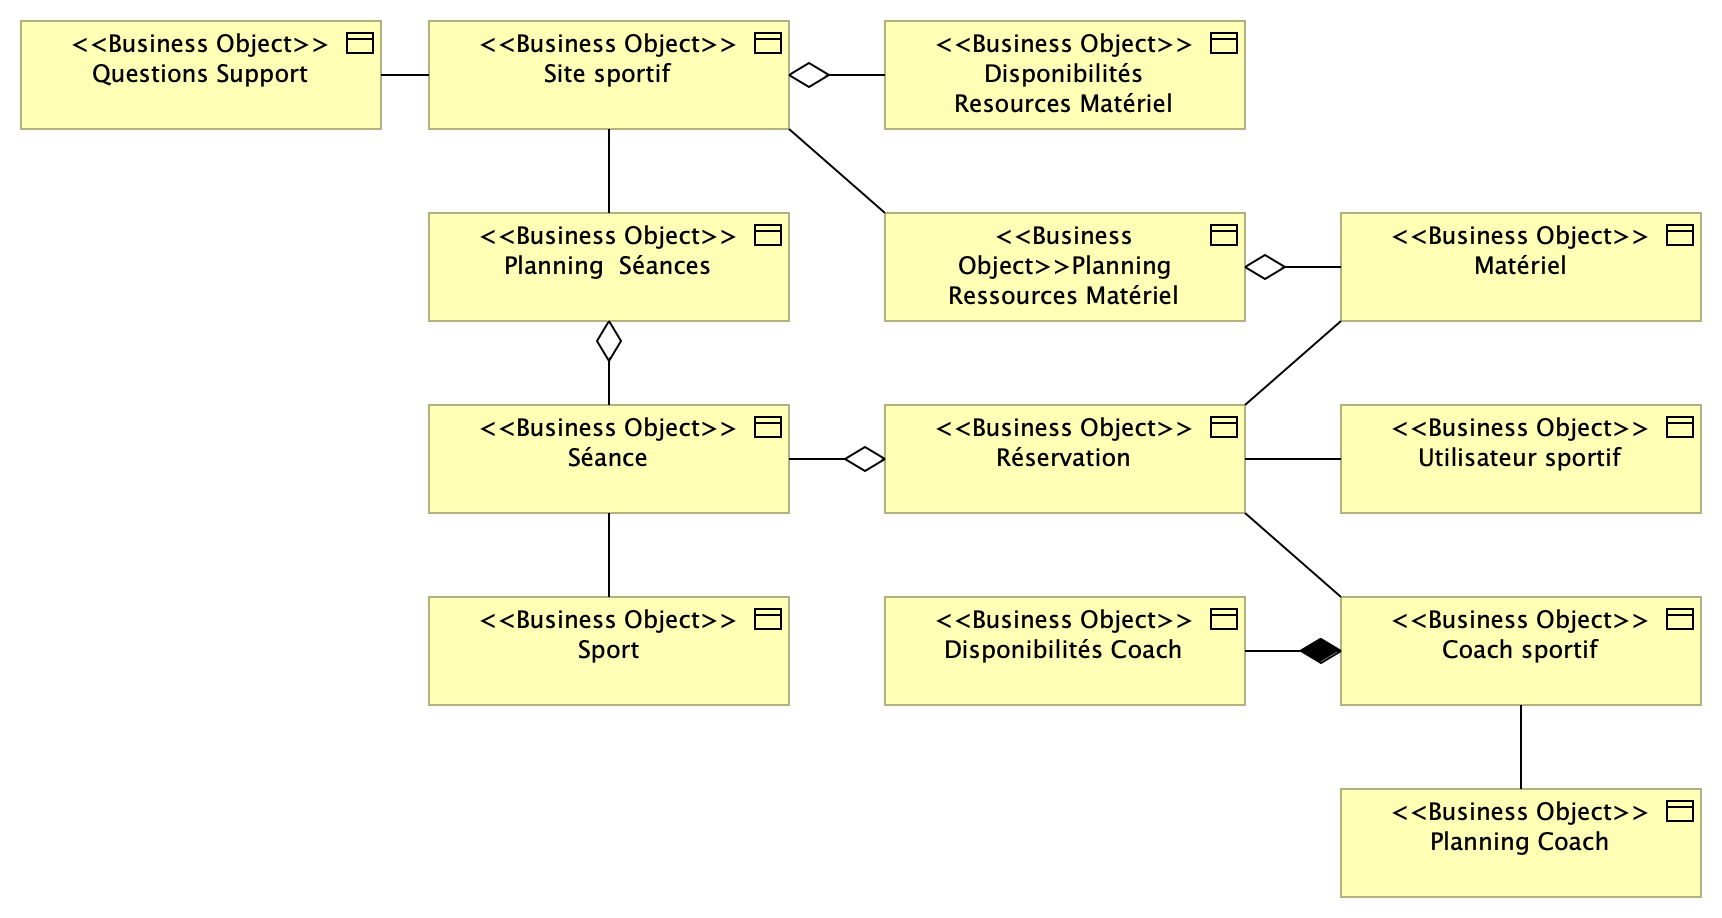 <<Business Object>>
Questions Support
<<Business Object>>
Site sportif
<<Business Object>>
Disponibilités
Resources Matériel
<<Business Object>>
Planning  Séances
<<Business
Object>>Planning
Ressources Matériel
<<Business Object>>
Matériel
<<Business Object>>
Séance
<<Business Object>>
Réservation
<<Business Object>>
Utilisateur sportif
<<Business Object>>
Sport
<<Business Object>>
Disponibilités Coach
<<Business Object>>
Coach sportif
<<Business Object>>
Planning Coach